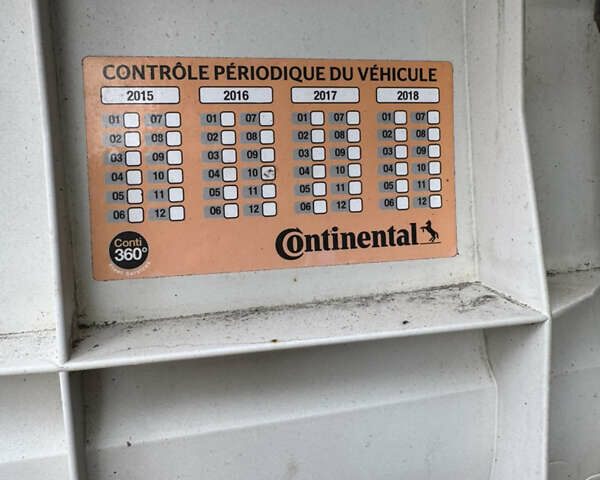 CONTRÔLE PÉRIODIQUE DU VÉHICULE
2015 2016 2017 2018
01 07 01 07 01 07 01 07
02 08 02 08 02 08 02 08
03 09 03 09 03 09 03 09
04 10 04 10 04 10 04 10
05 11 05 11 05 11 05 11
06 12 06 12 06 12 06 12
Conti
360°
Fleet Services
Continental